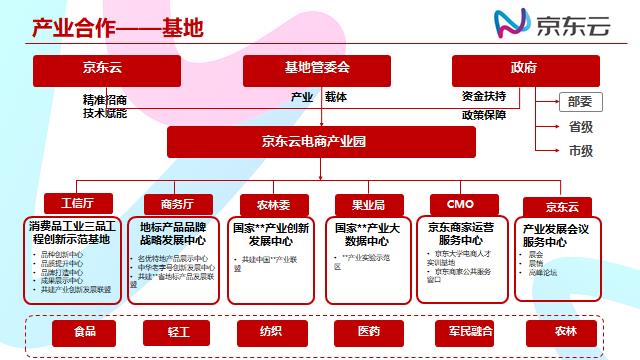 产业合作——基地
京东云
京东云
基地管委会
政府
精准招商
技术赋能
产业 载体
资金扶持
政策保障
部委
省级
市级
京东云电商产业园
工信厅
商务厅
农林委
果业局
CMO
京东云
消费品工业三品工
程创新示范基地
• 品种创新中心
• 品质提升中心
• 品牌打造中心
• 成果展示中心
• 共建产业创新发展联盟
地标产品品牌
战略发展中心
• 名优特地产品展示中心
• 中华老字号创新发展中心
• 共建**省地标产品发展联
盟
国家**产业创新
发展中心
• 共建中国**产业联
盟
国家**产业大
数据中心
• **产业实验示范
区
京东商家运营
服务中心
• 京东大学电商人才
实训基地
• 京东商家公共服务
窗口
产业发展会议
服务中心
• 展会
• 展销
• 高峰论坛
食品
轻工
纺织
医药
军民融合
农林